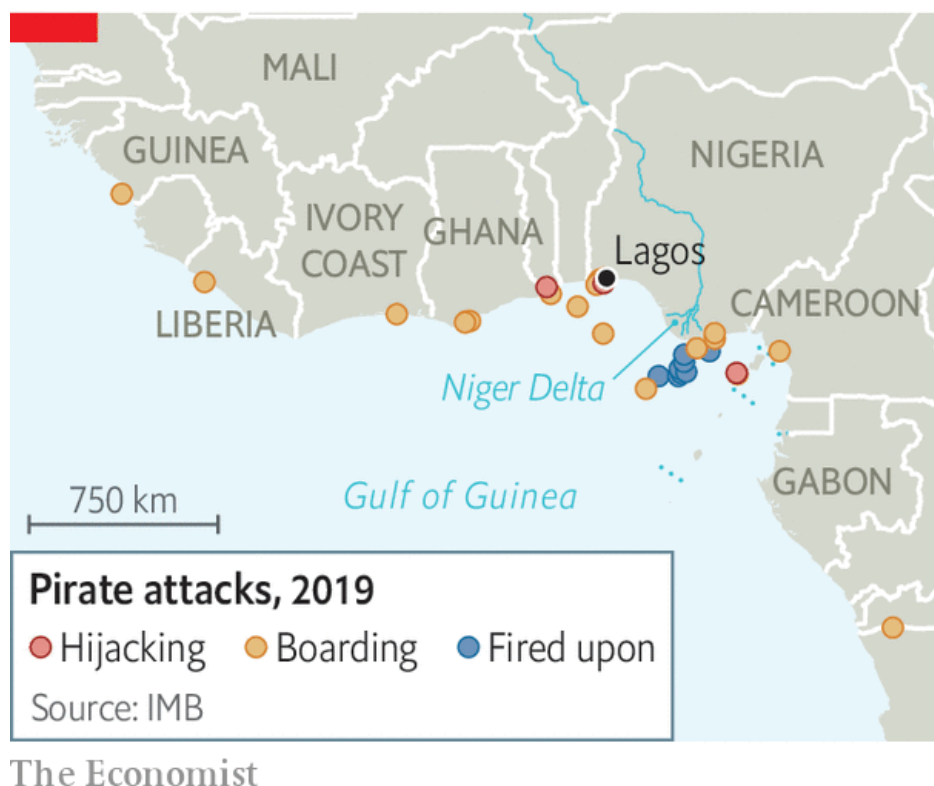 MALI
GUINEA
NIGERIA
IVORY
COAST
GHANA
Lagos
LIBERIA
CAMEROON
Niger Delta
GABON
Gulf of Guinea
750 km
Pirate attacks, 2019
Hijacking Boarding Fired upon
Source: IMB
The Economist